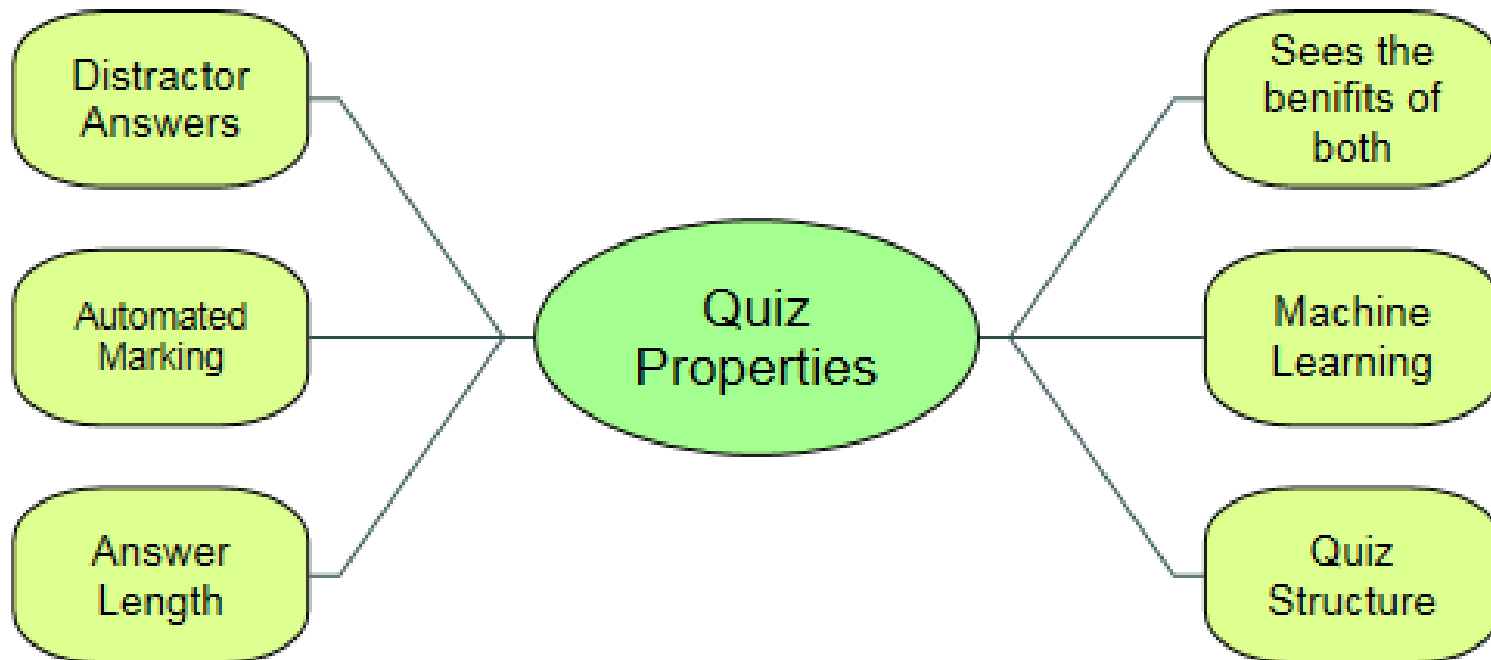 Distractor
Answers
Automated
Marking
Answer
Length
Quiz
Properties
Sees the
benifits of
both
Machine
Learning
Quiz
Structure